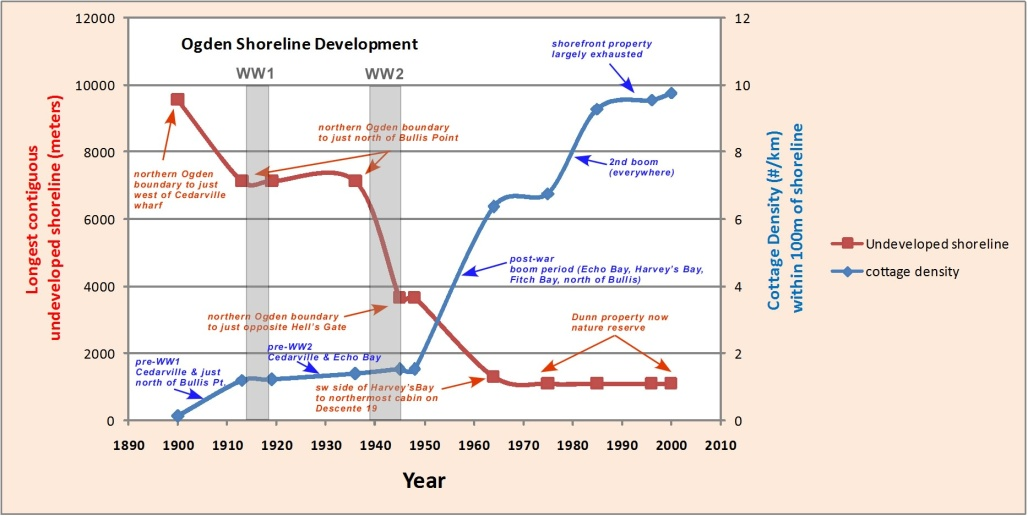 Ogden Shoreline Development
WW1
WW2
12000
10000
8000
6000
4000
2000
0
Longest contiguous
undeveloped shoreline (meters)
12
10
8
6
4
2
0
Cottage Density (#/km)
within 100m of shoreline
shorefront property
largely exhausted
northern Ogden boundary
to just north of Bullis Point
northern Ogden
boundary to just
west of Cedarville
wharf
2nd boom
(everywhere)
post-war
boom period (Echo Bay, Harvey's Bay,
Fitch Bay, north of Bullis)
northern Ogden boundary
to just opposite Hell's Gate
Dunn property now
nature reserve
pre-WW1
Cedarville & just
north of Bullis Pt.
pre-WW2
Cedarville & Echo Bay
sw side of Harvey'sBay
to northermost cabin on
Descente 19
Undeveloped shoreline
cottage density
1890 1900 1910 1920 1930 1940 1950 1960 1970 1980 1990 2000 2010
Year